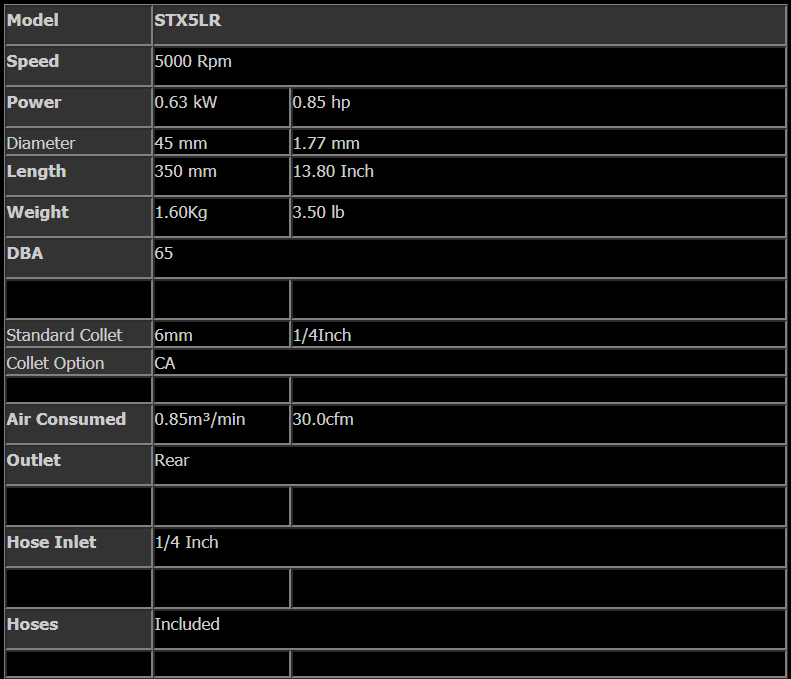 Model STX5LR
Speed 5000 Rpm
Power 0.63 kW 0.85 hp
Diameter 45 mm 1.77 mm
Length 350 mm 13.80 Inch
Weight 1.60Kg 3.50 lb
DBA 65
Standard Collet 6mm 1/4Inch
Collet Option CA
Air Consumed 0.85m³/min 30.0cfm
Outlet Rear
Hose Inlet 1/4 Inch
Hoses Included